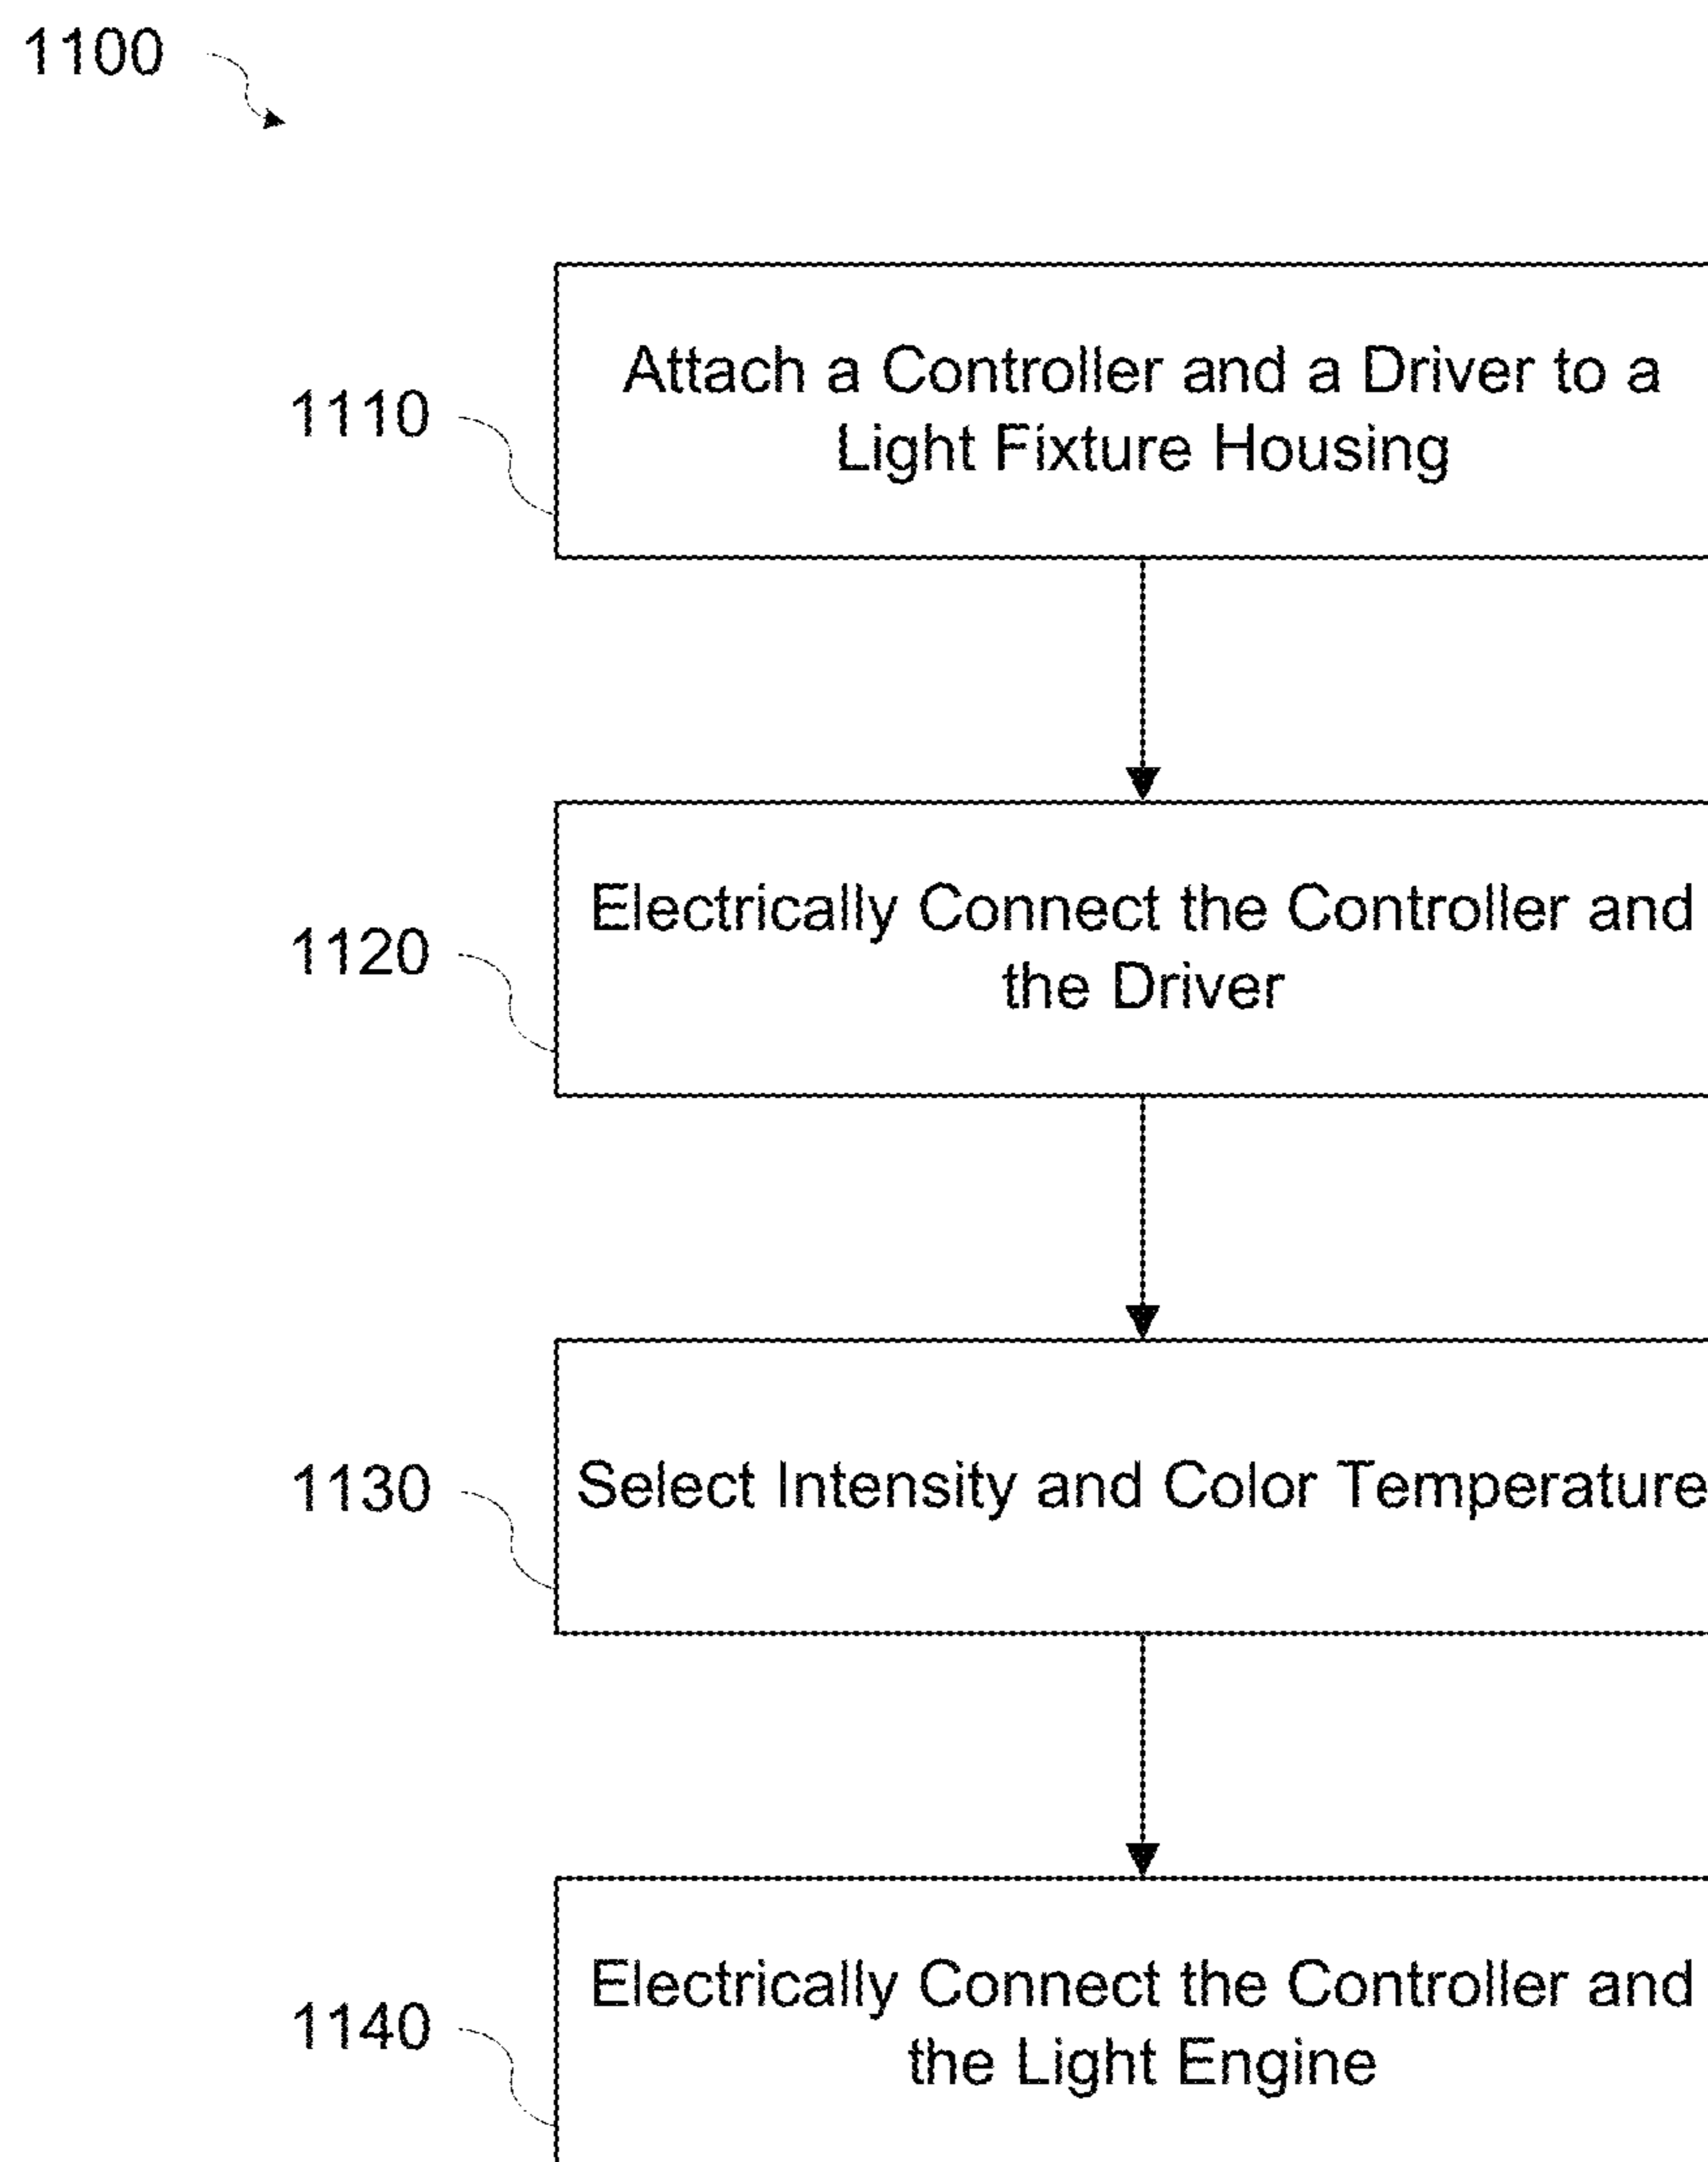 1100
1110
Attach a Controller and a Driver to a
Light Fixture Housing
1120
Electrically Connect the Controller and
the Driver
1130
Select Intensity and Color Temperature
1140
Electrically Connect the Controller and
the Light Engine